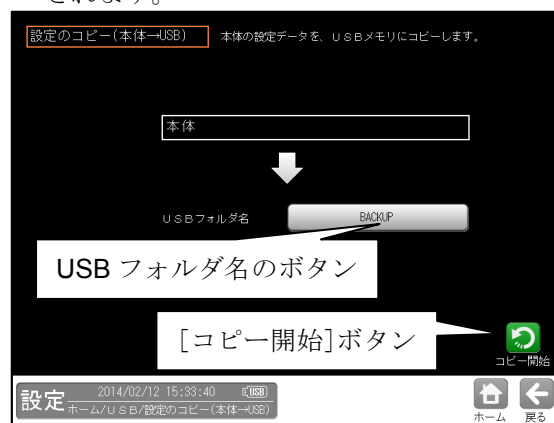 されます。
設定のコピー(本体→USB) 本体の設定データを、USBメモリにコピーします。
本体
USBフォルダ名 BACKUP
USB フォルダ名のボタン
[コピー開始]ボタン
コピー開始
設定 2014/02/12 15:33:40 USB
ホーム/USB/設定のコピー(本体→USB)
ホーム 戻る